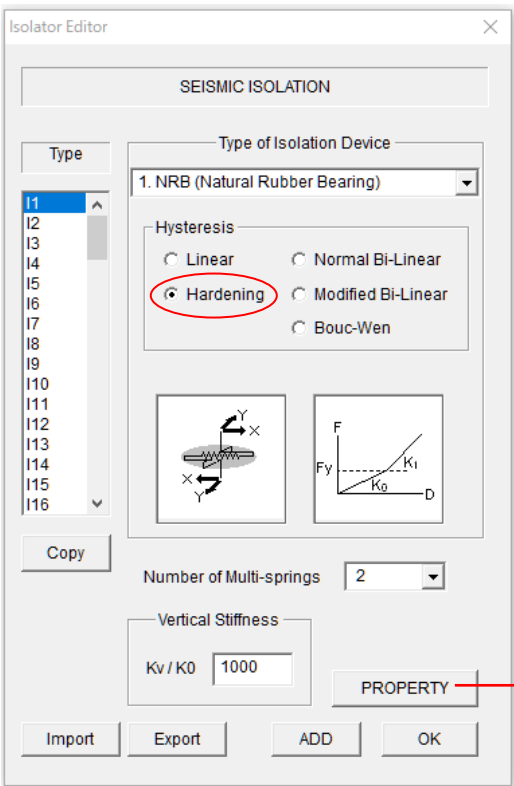 Isolator Editor
SEISMIC ISOLATION
Type
I1
I2
I3
I4
I5
I6
I7
I8
I9
I10
I11
I12
I13
I14
I15
I16
Copy
Type of Isolation Device
1. NRB (Natural Rubber Bearing)
Hysteresis
Linear
Normal Bi-Linear
Hardening
Modified Bi-Linear
Bouc-Wen
Y
X
X
Y
F
Fy
K1
K0
D
Number of Multi-springs 2
Vertical Stiffness
Kv / K0 1000
PROPERTY
Import Export ADD OK